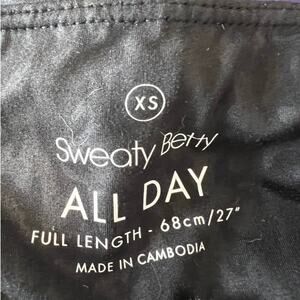 XS
Sweaty Betty
ALL DAY
FULL LENGTH - 68cm/27"
MADE IN CAMBODIA